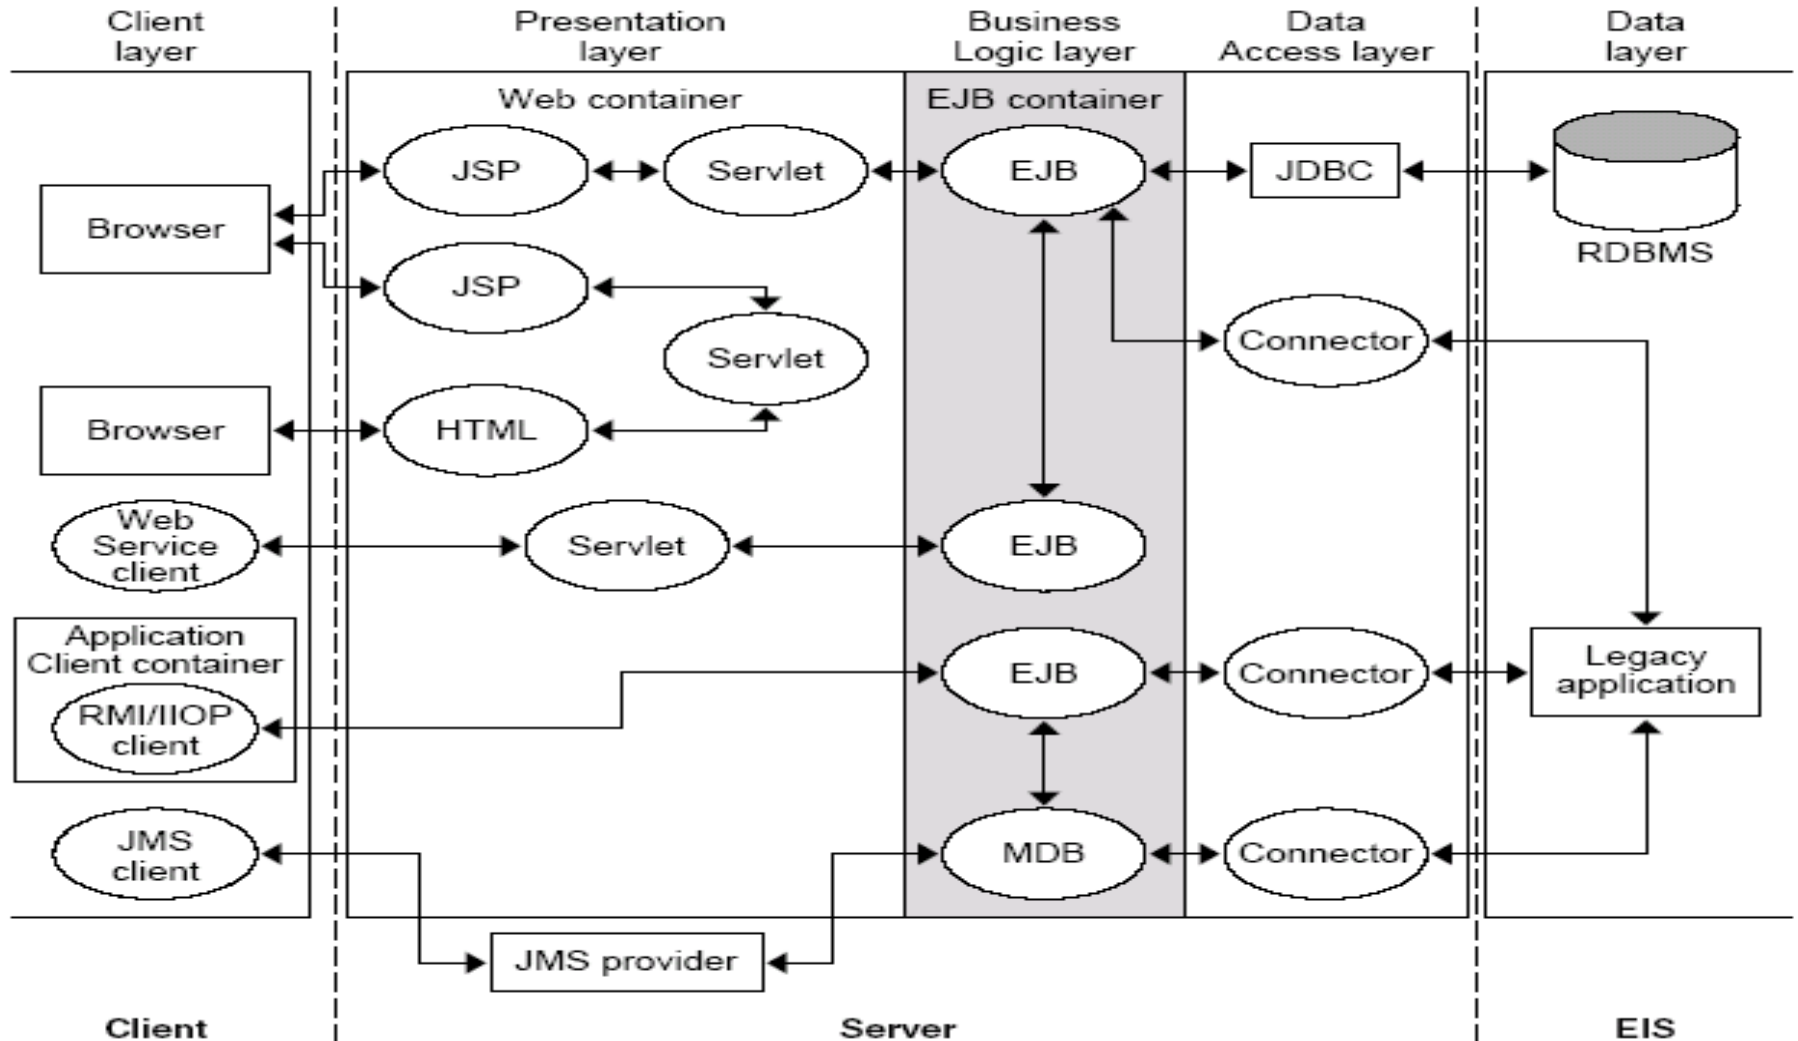 Client
layer
Presentation
layer
Business
Logic layer
Data
Access layer
Data
layer
Web container
EJB container
JSP
Servlet
EJB
JDBC
RDBMS
Browser
JSP
Servlet
Connector
Browser
HTML
Web
Service
client
Servlet
EJB
Application
Client container
RMI/IIOP
client
EJB
Connector
Legacy
application
JMS
client
MDB
Connector
JMS provider
Client
Server
EIS